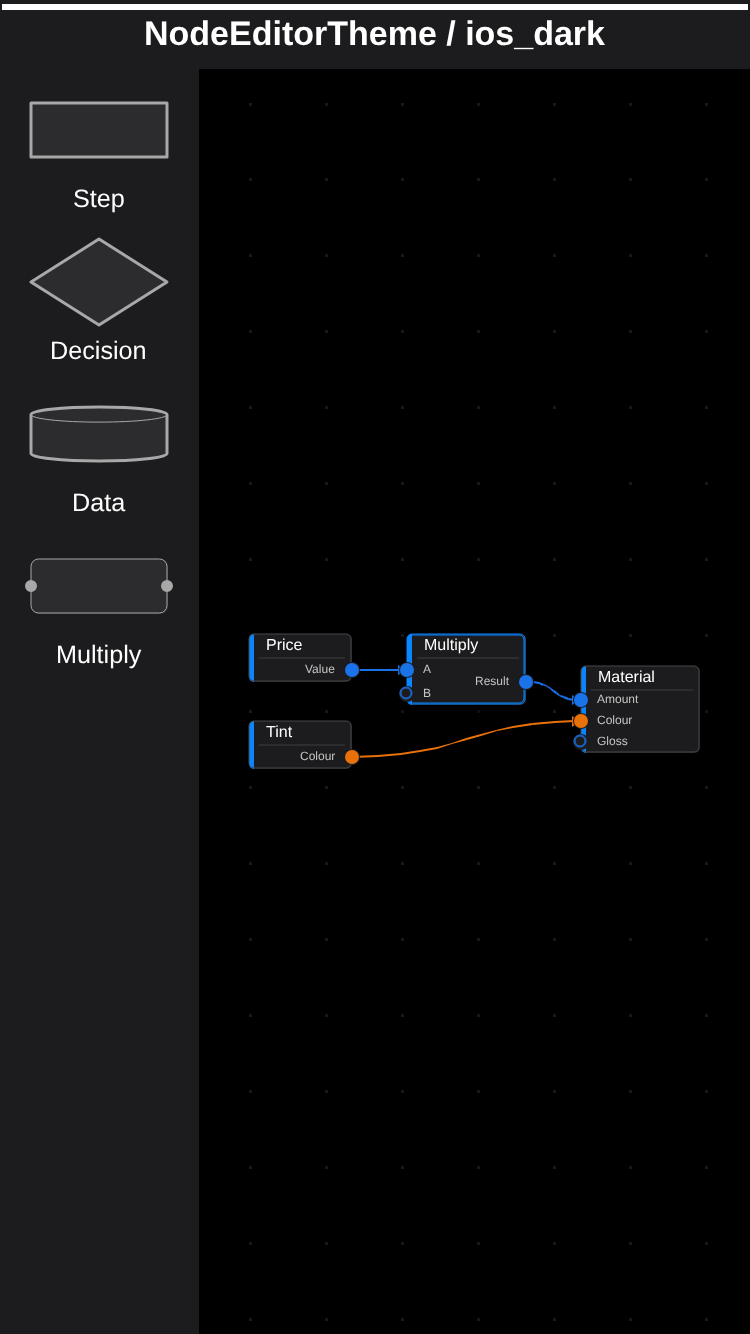 NodeEditorTheme / ios_dark
Step
Decision
Data
Multiply
Price
Value
Tint
Colour
Multiply
A
B
Result
Material
Amount
Colour
Gloss